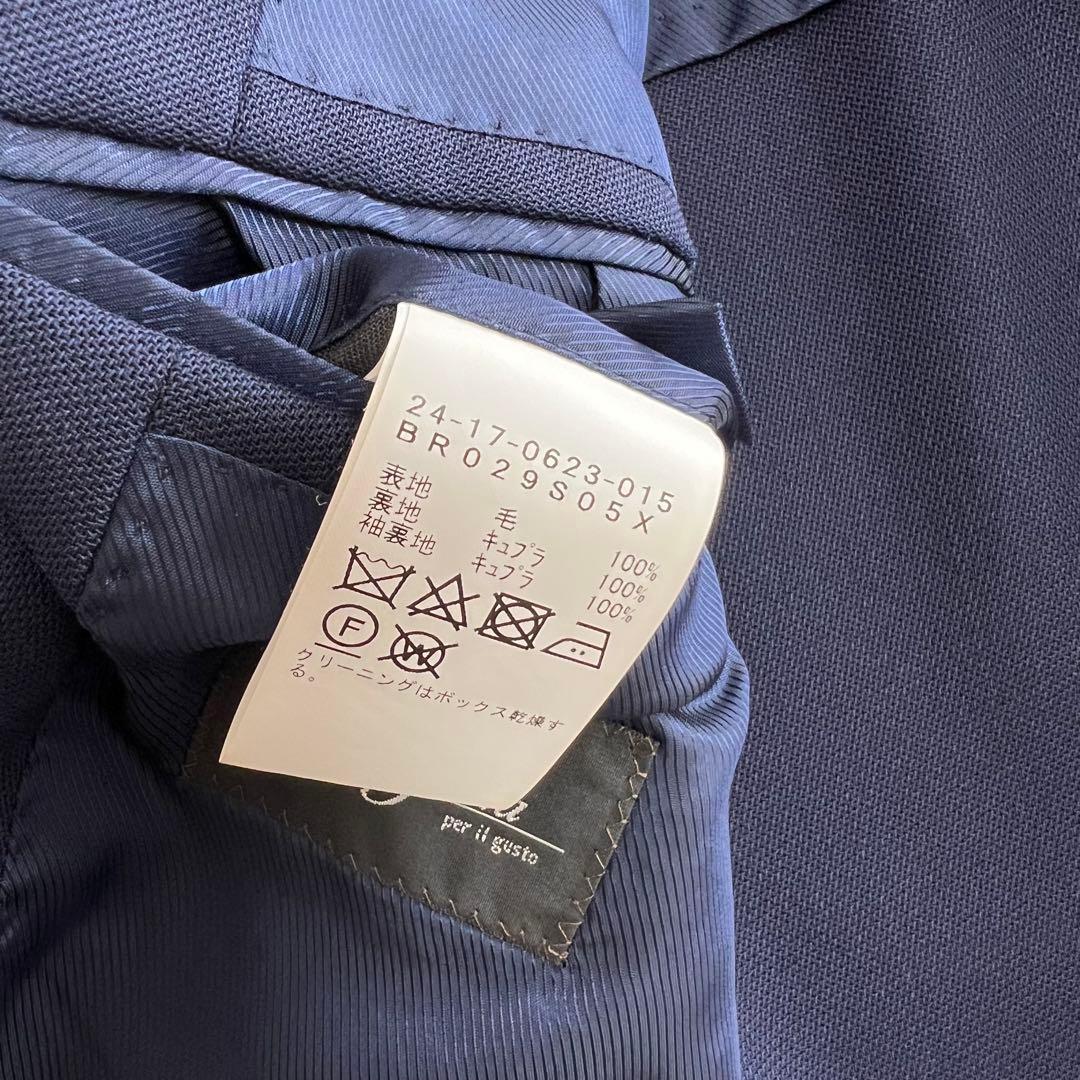 24-17-0623-015
BR029S05X
表地 毛 100%
裏地 ｷｭﾌﾟﾗ 100%
袖裏地 ｷｭﾌﾟﾗ 100%
F W
クリーニングはボックス乾燥す
る。
per il gusto